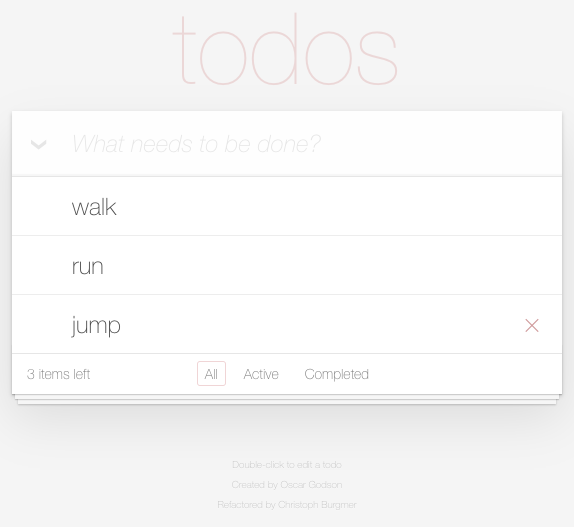 todos
What needs to be done?
walk
run
jump
3 items left All Active Completed
Double-click to edit a todo
Created by Oscar Godson
Refactored by Christoph Burgmer